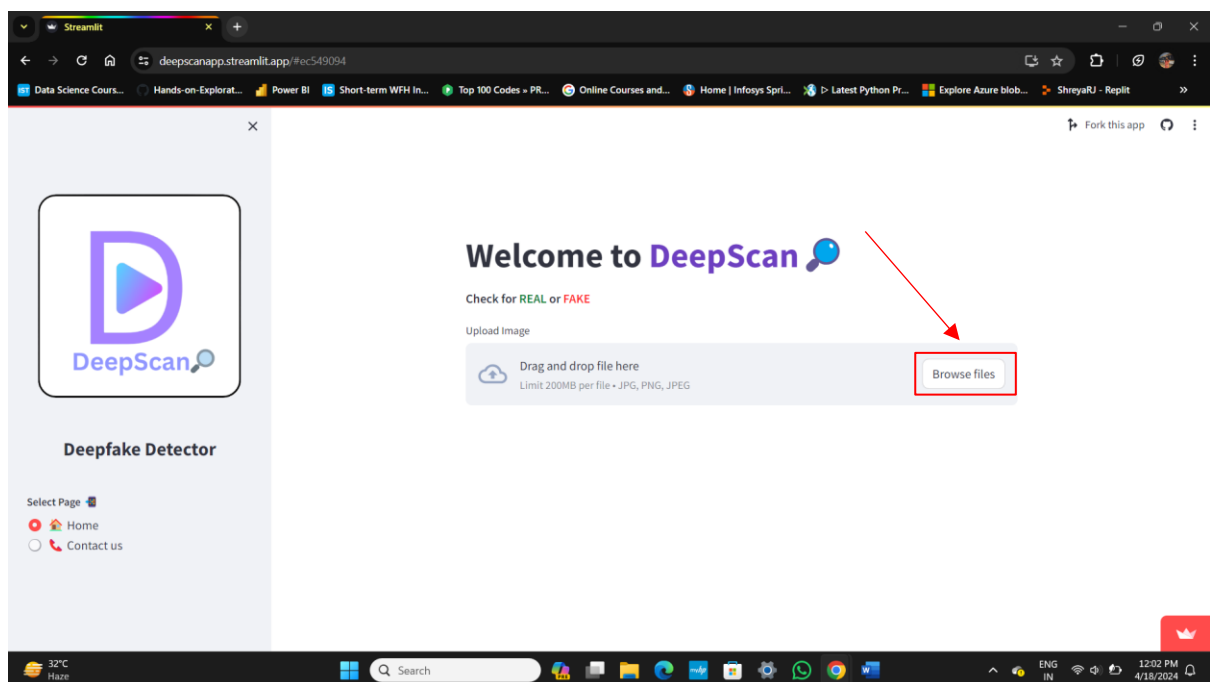 Streamlit
deepscanapp.streamlit.app/#ec549094
IST Data Science Cours... Hands-on-Explorat... Power BI IS Short-term WFH In... Top 100 Codes » PR... Online Courses and... Home | Infosys Spri... Latest Python Pr... Explore Azure blob... ShreyaRJ - Replit »
Fork this app
DeepScan
Deepfake Detector
Select Page
Home
Contact us
Welcome to DeepScan
Check for REAL or FAKE
Upload Image
Drag and drop file here
Limit 200MB per file • JPG, PNG, JPEG
Browse files
32°C
Haze
Search
ENG
IN
12:02 PM
4/18/2024